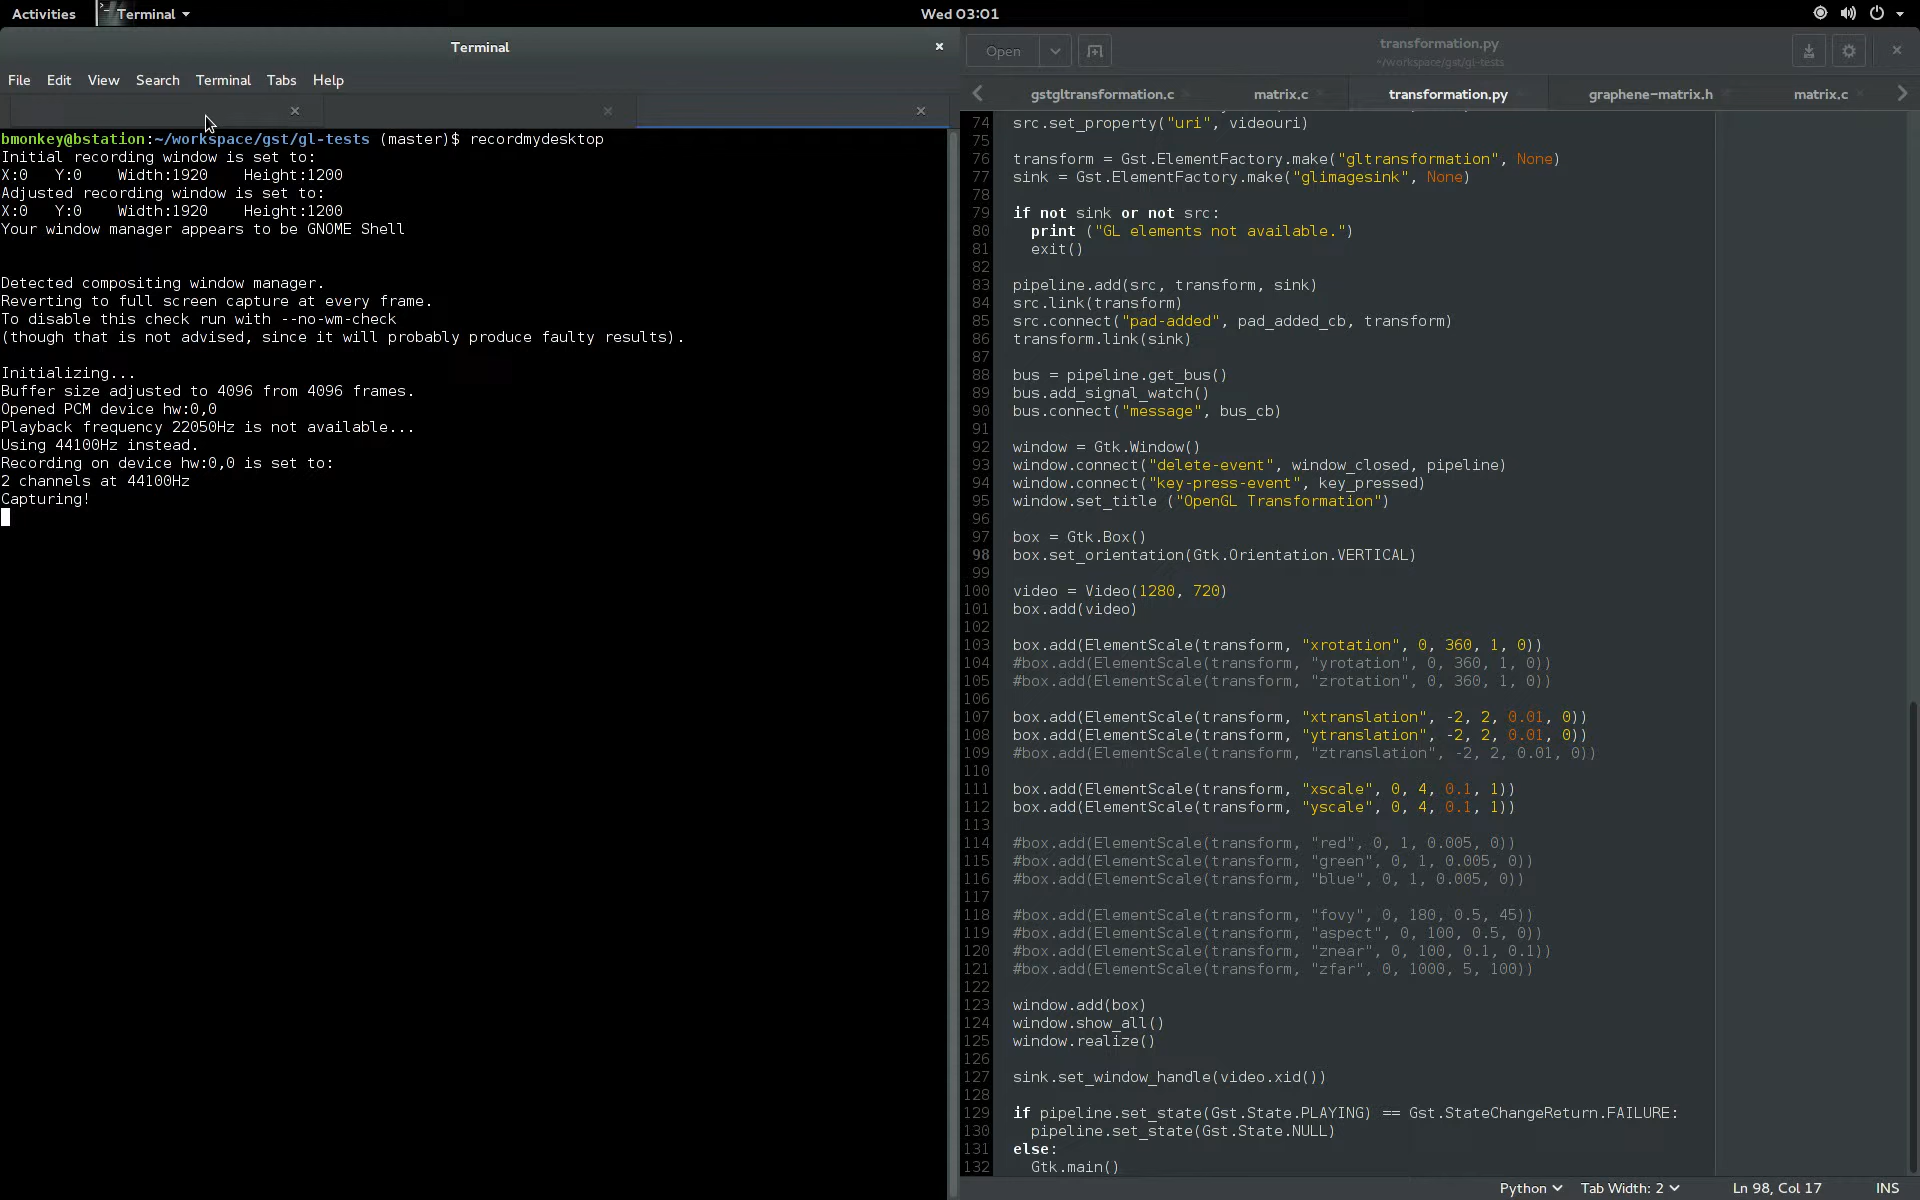 Activities
Terminal
Wed 03:01
Terminal
File Edit View Search Terminal Tabs Help
bmonkey@bstation:~/workspace/gst/gl-tests (master)$ recordmydesktop
Initial recording window is set to:
X:0   Y:0    Width:1920    Height:1200
Adjusted recording window is set to:
X:0   Y:0    Width:1920    Height:1200
Your window manager appears to be GNOME Shell
Detected compositing window manager.
Reverting to full screen capture at every frame.
To disable this check run with --no-wm-check
(though that is not advised, since it will probably produce faulty results).
Initializing...
Buffer size adjusted to 4096 from 4096 frames.
Opened PCM device hw:0,0
Playback frequency 22050Hz is not available...
Using 44100Hz instead.
Recording on device hw:0,0 is set to:
2 channels at 44100Hz
Capturing!
Open
transformation.py
~/workspace/gst/gl-tests
gstgltransformation.c
matrix.c
transformation.py
graphene-matrix.h
matrix.c
74 src.set_property("uri", videouri)
75
76 transform = Gst.ElementFactory.make("gltransformation", None)
77 sink = Gst.ElementFactory.make("glimagesink", None)
78
79 if not sink or not src:
80   print ("GL elements not available.")
81   exit()
82
83 pipeline.add(src, transform, sink)
84 src.link(transform)
85 src.connect("pad-added", pad_added_cb, transform)
86 transform.link(sink)
87
88 bus = pipeline.get_bus()
89 bus.add_signal_watch()
90 bus.connect("message", bus_cb)
91
92 window = Gtk.Window()
93 window.connect("delete-event", window_closed, pipeline)
94 window.connect("key-press-event", key_pressed)
95 window.set_title ("OpenGL Transformation")
96
97 box = Gtk.Box()
98 box.set_orientation(Gtk.Orientation.VERTICAL)
99
100 video = Video(1280, 720)
101 box.add(video)
102
103 box.add(ElementScale(transform, "xrotation", 0, 360, 1, 0))
104 #box.add(ElementScale(transform, "yrotation", 0, 360, 1, 0))
105 #box.add(ElementScale(transform, "zrotation", 0, 360, 1, 0))
106
107 box.add(ElementScale(transform, "xtranslation", -2, 2, 0.01, 0))
108 box.add(ElementScale(transform, "ytranslation", -2, 2, 0.01, 0))
109 #box.add(ElementScale(transform, "ztranslation", -2, 2, 0.01, 0))
110
111 box.add(ElementScale(transform, "xscale", 0, 4, 0.1, 1))
112 box.add(ElementScale(transform, "yscale", 0, 4, 0.1, 1))
113
114 #box.add(ElementScale(transform, "red", 0, 1, 0.005, 0))
115 #box.add(ElementScale(transform, "green", 0, 1, 0.005, 0))
116 #box.add(ElementScale(transform, "blue", 0, 1, 0.005, 0))
117
118 #box.add(ElementScale(transform, "fovy", 0, 180, 0.5, 45))
119 #box.add(ElementScale(transform, "aspect", 0, 100, 0.5, 0))
120 #box.add(ElementScale(transform, "znear", 0, 100, 0.1, 0.1))
121 #box.add(ElementScale(transform, "zfar", 0, 1000, 5, 100))
122
123 window.add(box)
124 window.show_all()
125 window.realize()
126
127 sink.set_window_handle(video.xid())
128
129 if pipeline.set_state(Gst.State.PLAYING) == Gst.StateChangeReturn.FAILURE:
130   pipeline.set_state(Gst.State.NULL)
131 else:
132   Gtk.main()
Python Tab Width: 2 Ln 98, Col 17 INS